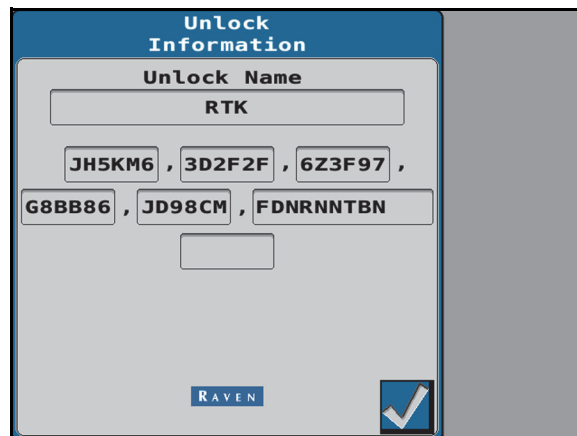 Unlock
Information
Unlock Name
RTK
JH5KM6 , 3D2F2F , 6Z3F97 ,
G8BB86 , JD98CM , FDNRNNTBN
RAVEN